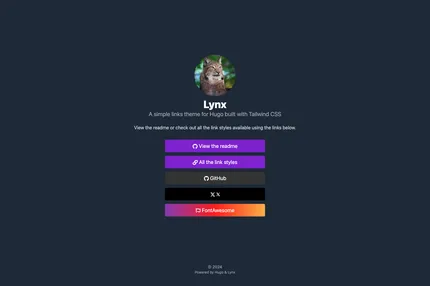 Lynx
A simple links theme for Hugo built with Tailwind CSS
View the readme or check out all the link styles available using the links below.
View the readme
All the link styles
GitHub
X
FontAwesome
Powered by Hugo & Lynx